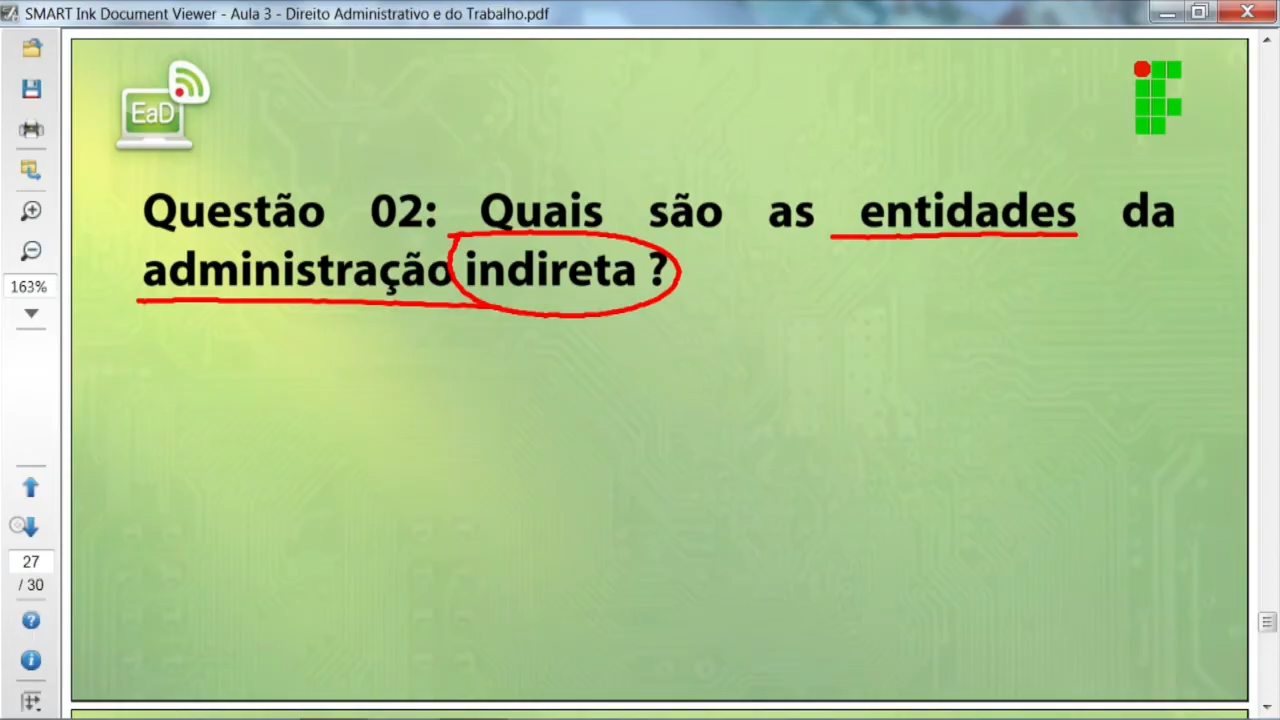 SMART Ink Document Viewer - Aula 3 - Direito Administrativo e do Trabalho.pdf
EaD
Questão 02: Quais são as entidades da
administração indireta ?
163%
27
/ 30